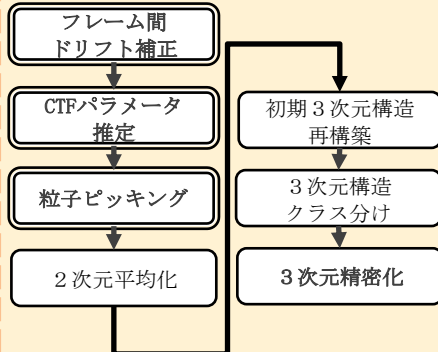 フレーム間
ドリフト補正
CTFパラメータ
推定
粒子ピッキング
２次元平均化
初期３次元構造
再構築
３次元構造
クラス分け
３次元精密化